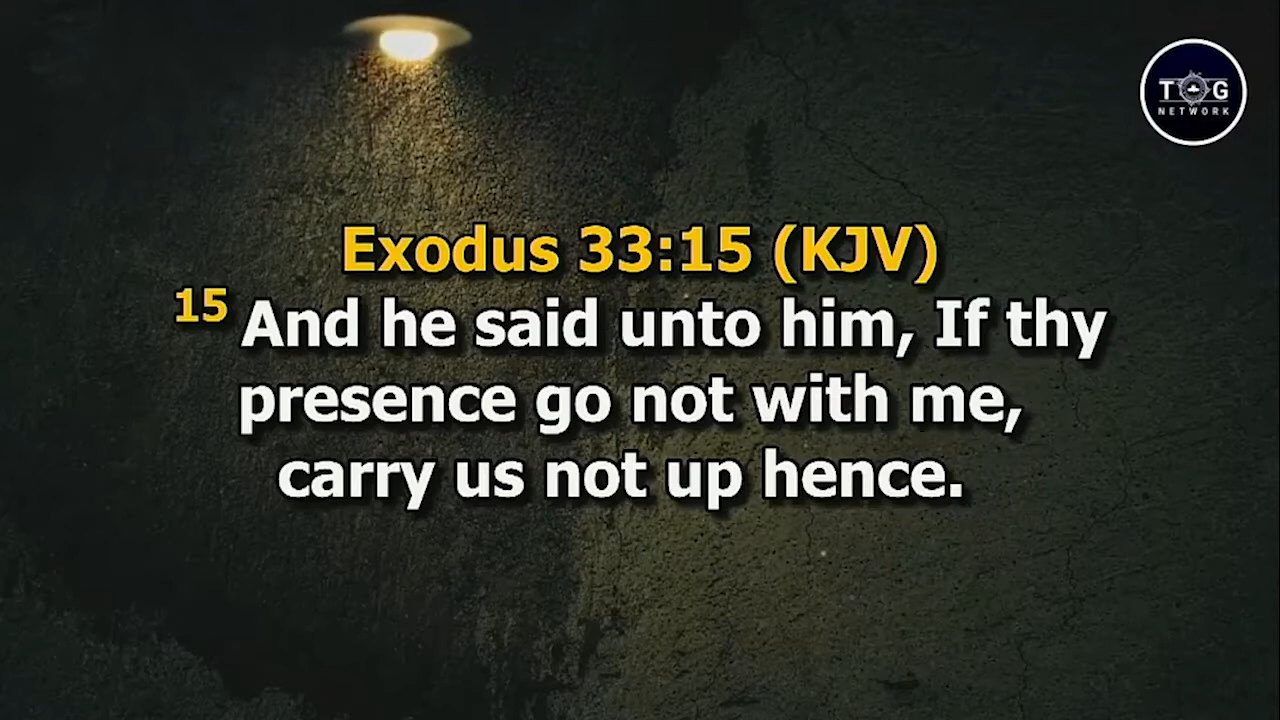 T G
NETWORK
Exodus 33:15 (KJV)
15 And he said unto him, If thy
presence go not with me,
carry us not up hence.